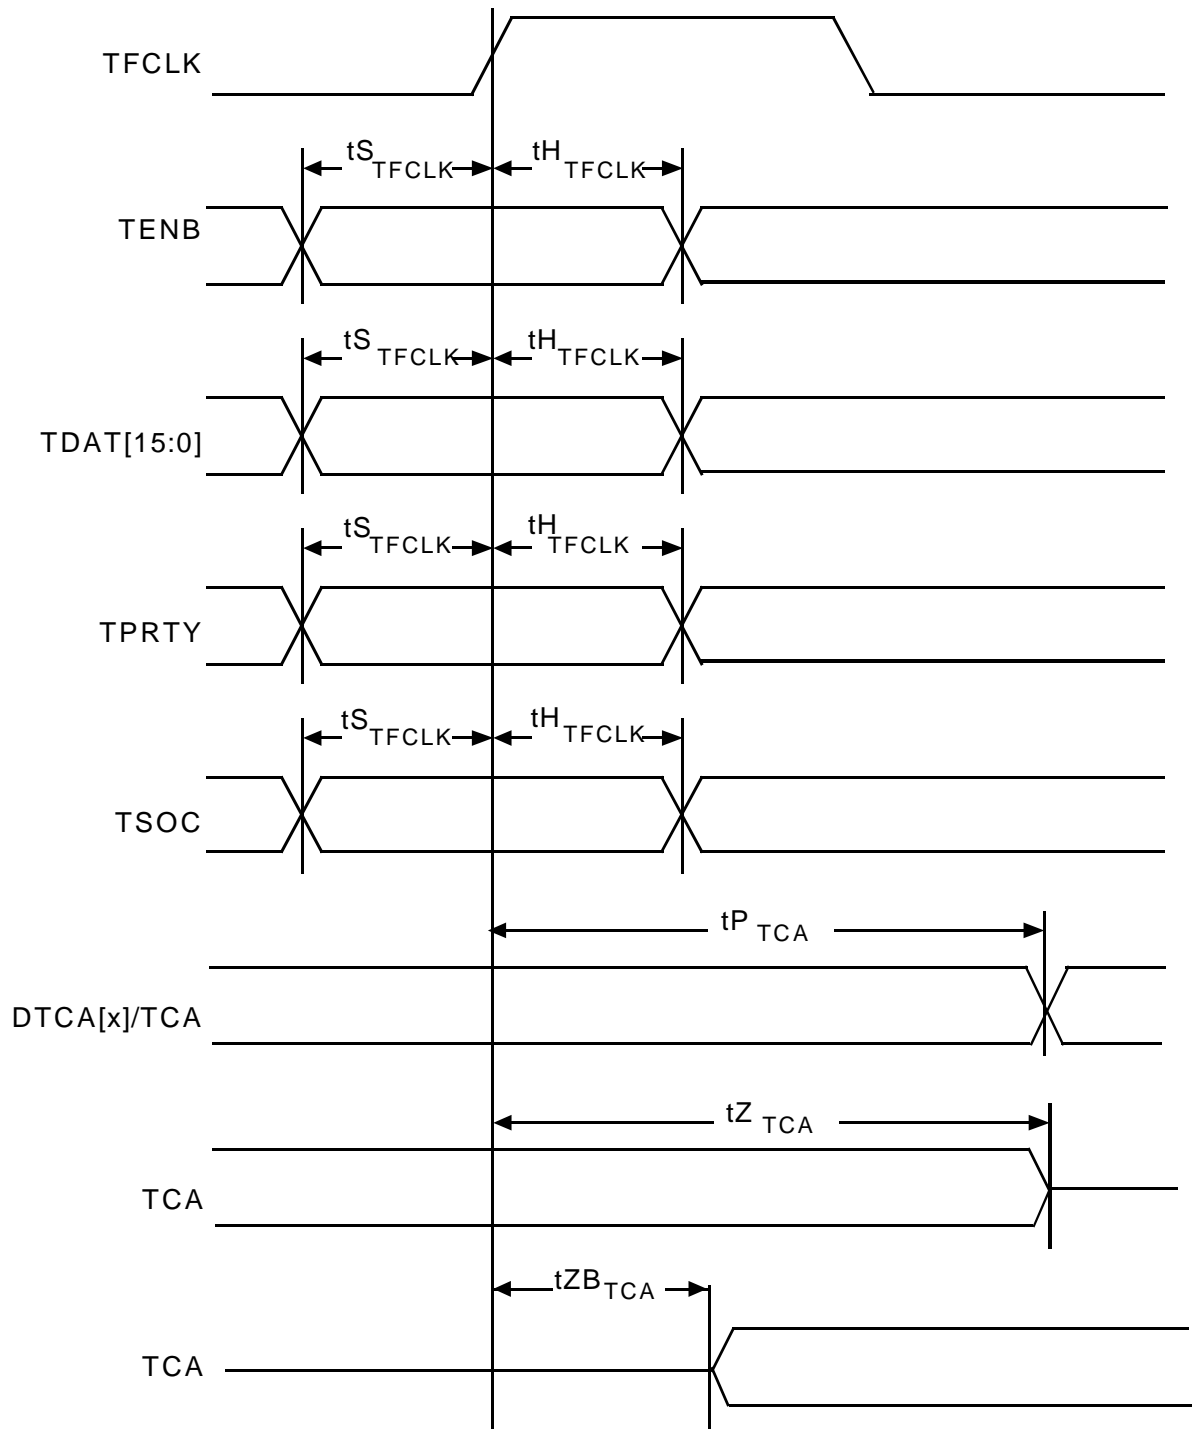 TFCLK
tS TFCLK tH TFCLK
TENB
tS TFCLK tH TFCLK
TDAT[15:0]
tS TFCLK tH TFCLK
TPRTY
tS TFCLK tH TFCLK
TSOC
tP TCA
DTCA[x]/TCA
tZ TCA
TCA
tZB TCA
TCA